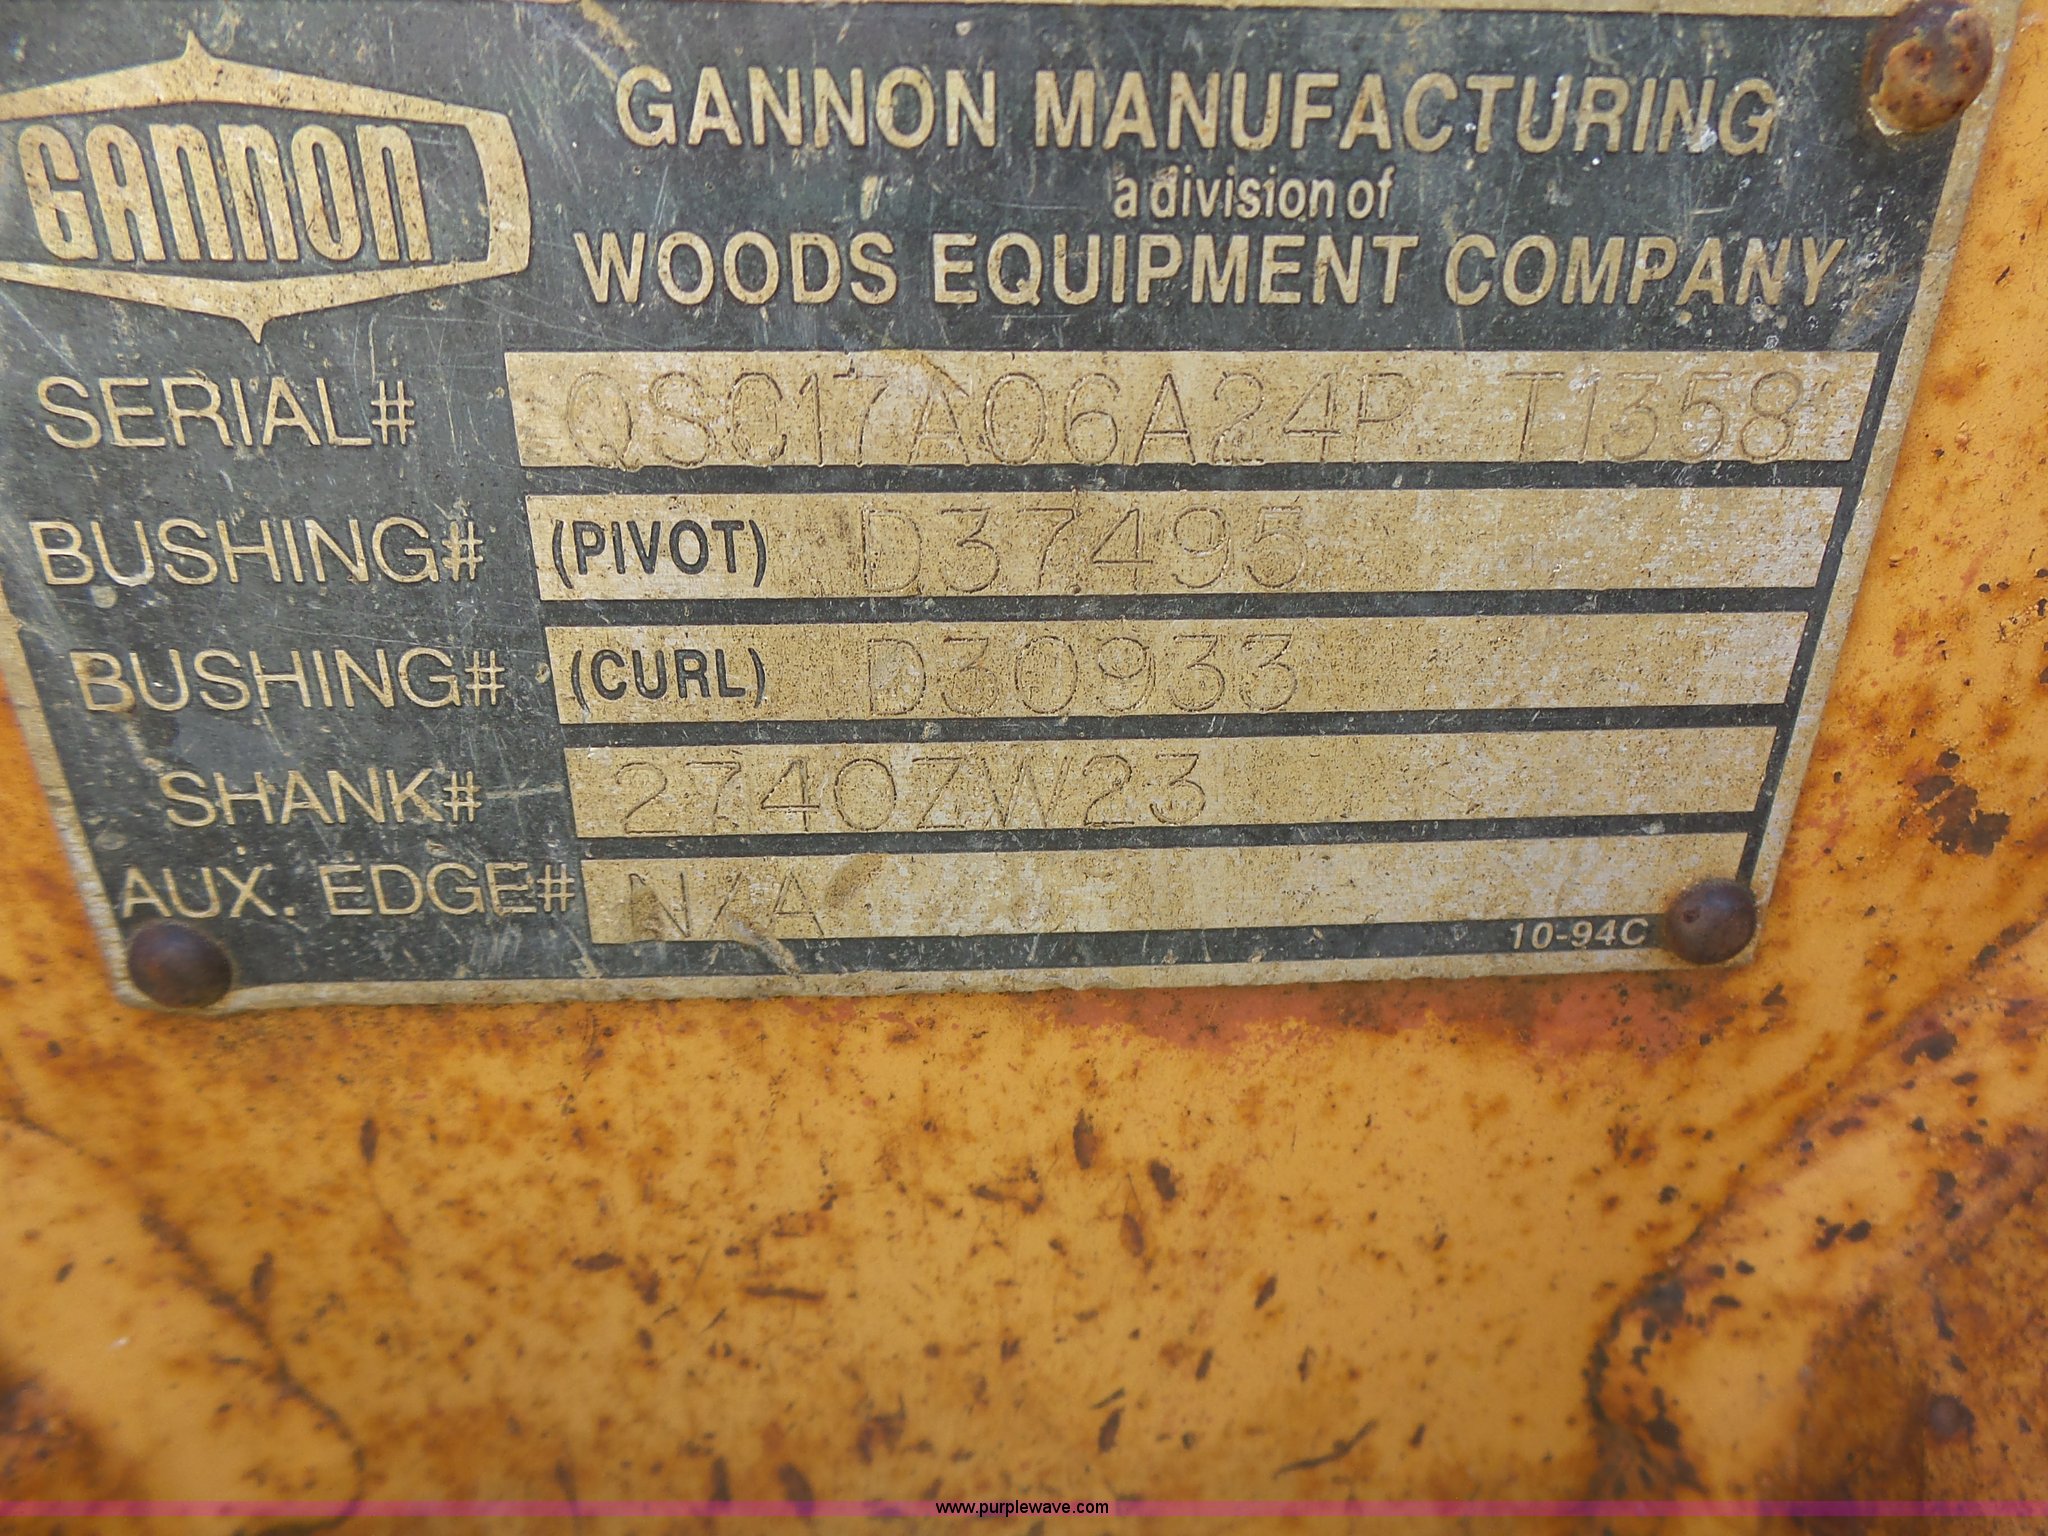 GANNON
GANNON MANUFACTURING
a division of
WOODS EQUIPMENT COMPANY
SERIAL# QSC17A06A24P T1358
BUSHING# (PIVOT) D37495
BUSHING# (CURL) D30933
SHANK# 2740ZW23
AUX. EDGE# N/A
10-94C
www.purplewave.com